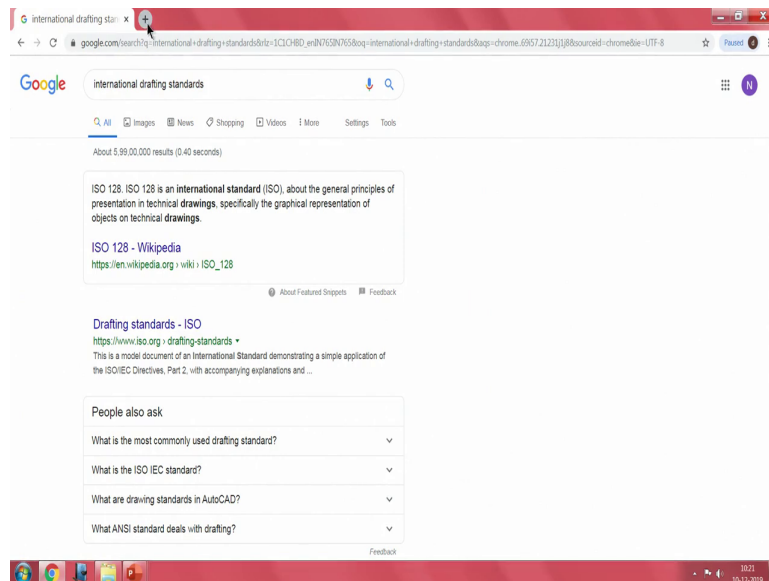 international drafting stan
google.com/search?q=international+drafting+standards&rlz=1C1CHBD_enIN765IN765&oq=international+drafting+standards&aqs=chrome..69i57.21231j1j8&sourceid=chrome&ie=UTF-8
Paused
Google
international drafting standards
N
All Images News Shopping Videos More Settings Tools
About 5,99,00,000 results (0.40 seconds)
ISO 128. ISO 128 is an international standard (ISO), about the general principles of
presentation in technical drawings, specifically the graphical representation of
objects on technical drawings.
ISO 128 - Wikipedia
https://en.wikipedia.org › wiki › ISO_128
About Featured Snippets Feedback
Drafting standards - ISO
https://www.iso.org › drafting-standards
This is a model document of an International Standard demonstrating a simple application of
the ISO/IEC Directives, Part 2, with accompanying explanations and ...
People also ask
What is the most commonly used drafting standard?
What is the ISO IEC standard?
What are drawing standards in AutoCAD?
What ANSI standard deals with drafting?
Feedback
10:21
10-12-2019